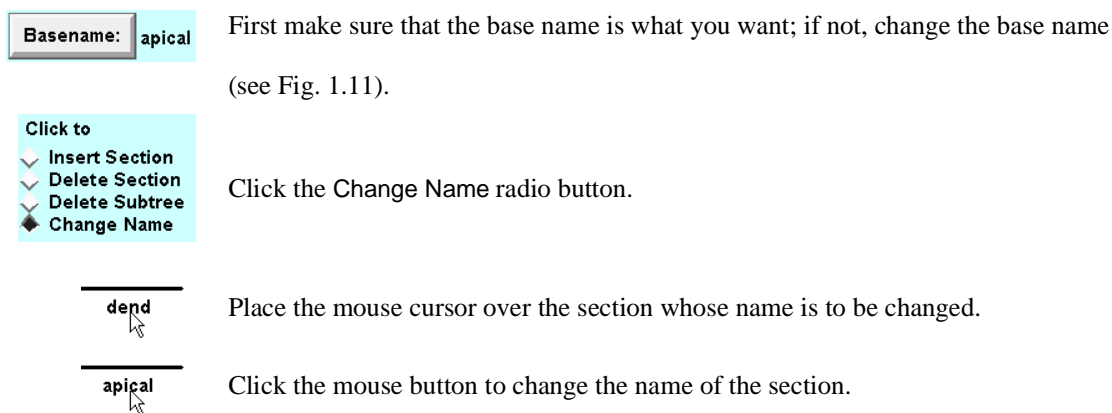 Basename: apical First make sure that the base name is what you want; if not, change the base name
(see Fig. 1.11).
Click to
Insert Section
Delete Section
Delete Subtree
Change Name
Click the Change Name radio button.
dend Place the mouse cursor over the section whose name is to be changed.
apical Click the mouse button to change the name of the section.